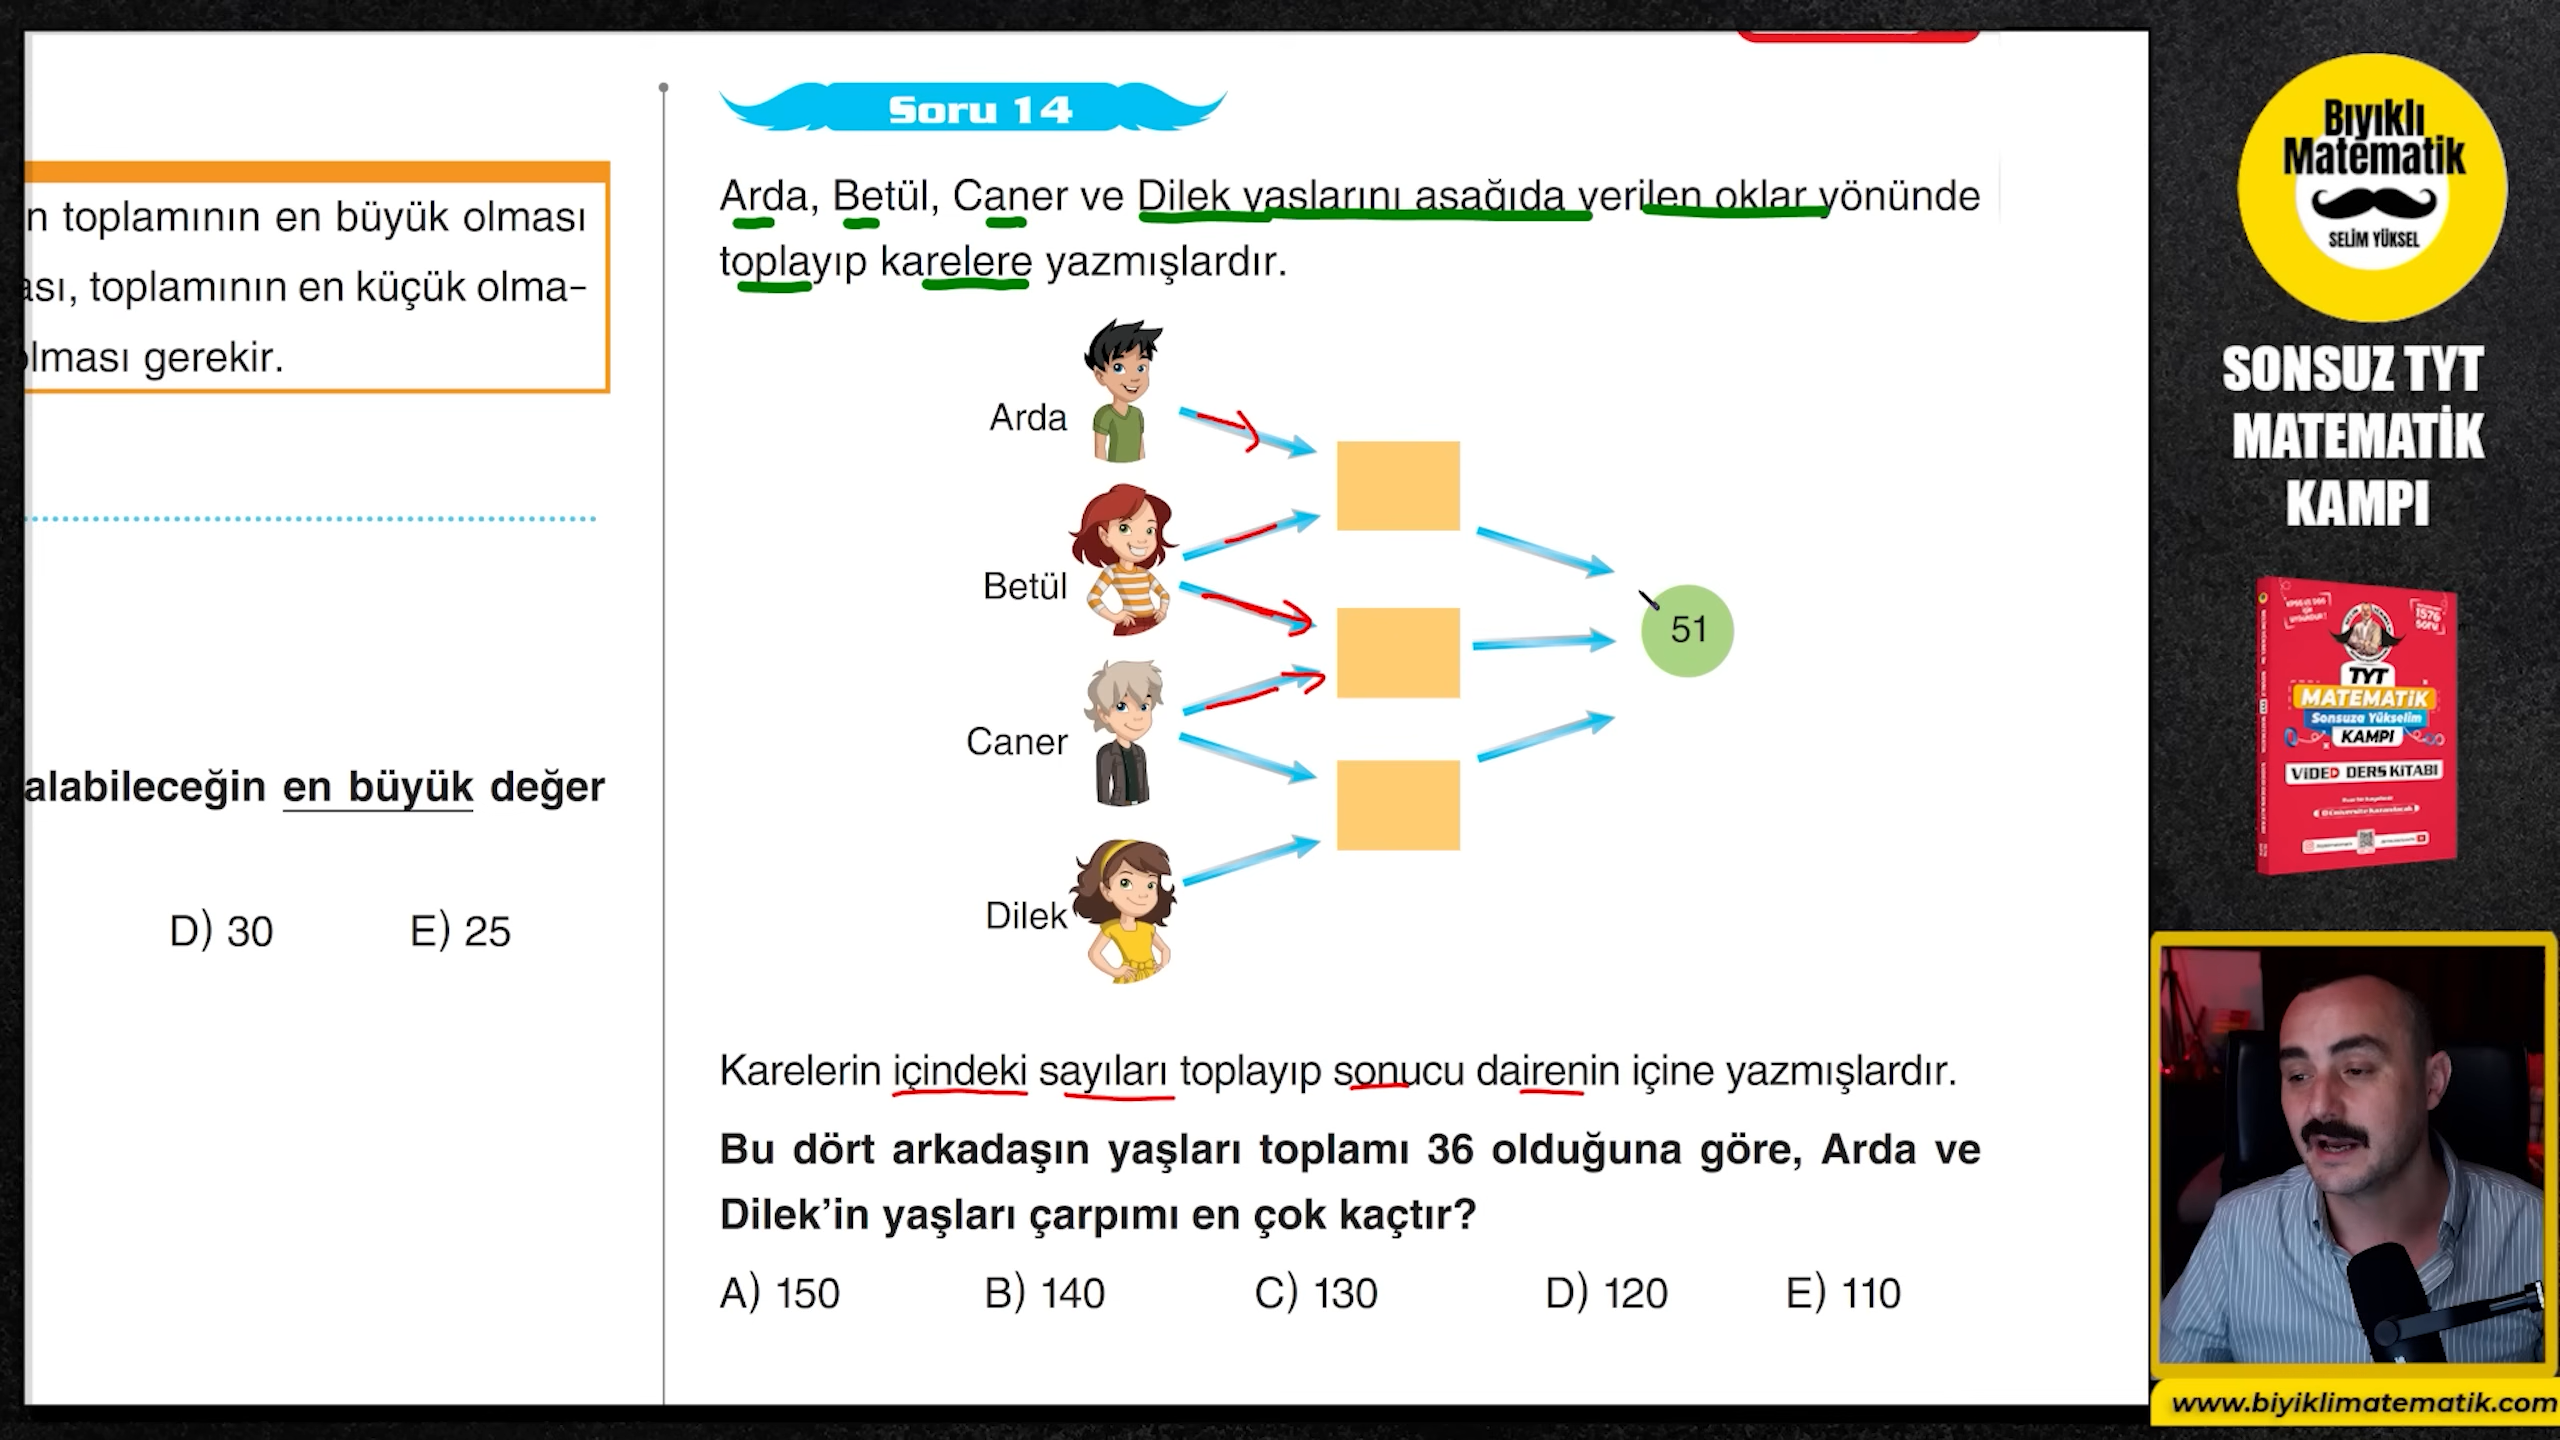 n toplamının en büyük olması
ası, toplamının en küçük olma-
olması gerekir.
alabileceğin en büyük değer
D) 30 E) 25
Soru 14
Arda, Betül, Caner ve Dilek yaşlarını aşağıda verilen oklar yönünde
toplayıp karelere yazmışlardır.
Arda
Betül
Caner
Dilek
51
Karelerin içindeki sayıları toplayıp sonucu dairenin içine yazmışlardır.
Bu dört arkadaşın yaşları toplamı 36 olduğuna göre, Arda ve
Dilek’in yaşları çarpımı en çok kaçtır?
A) 150 B) 140 C) 130 D) 120 E) 110
Bıyıklı
Matematik
SELİM YÜKSEL
SONSUZ TYT
MATEMATİK
KAMPI
1576
TYT
MATEMATİK
Sonsuza Yükselim
KAMPI
VİDEO DERS KİTABI
www.biyiklimatematik.com